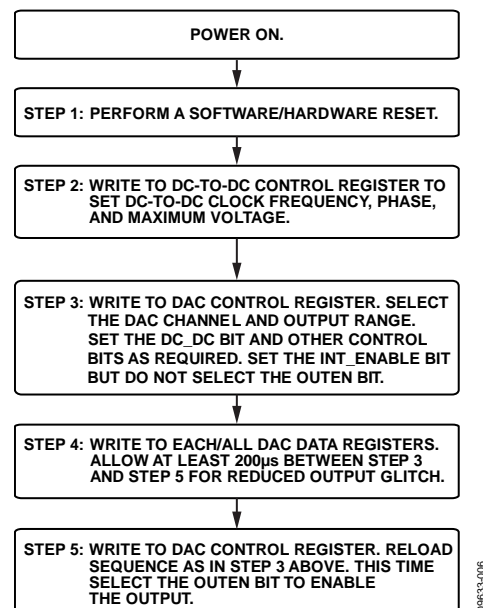 POWER ON.
STEP 1: PERFORM A SOFTWARE/HARDWARE RESET.
STEP 2: WRITE TO DC-TO-DC CONTROL REGISTER TO
SET DC-TO-DC CLOCK FREQUENCY, PHASE,
AND MAXIMUM VOLTAGE.
STEP 3: WRITE TO DAC CONTROL REGISTER. SELECT
THE DAC CHANNEL AND OUTPUT RANGE.
SET THE DC_DC BIT AND OTHER CONTROL
BITS AS REQUIRED. SET THE INT_ENABLE BIT
BUT DO NOT SELECT THE OUTEN BIT.
STEP 4: WRITE TO EACH/ALL DAC DATA REGISTERS.
ALLOW AT LEAST 200µs BETWEEN STEP 3
AND STEP 5 FOR REDUCED OUTPUT GLITCH.
STEP 5: WRITE TO DAC CONTROL REGISTER. RELOAD
SEQUENCE AS IN STEP 3 ABOVE. THIS TIME
SELECT THE OUTEN BIT TO ENABLE
THE OUTPUT.
09633-006